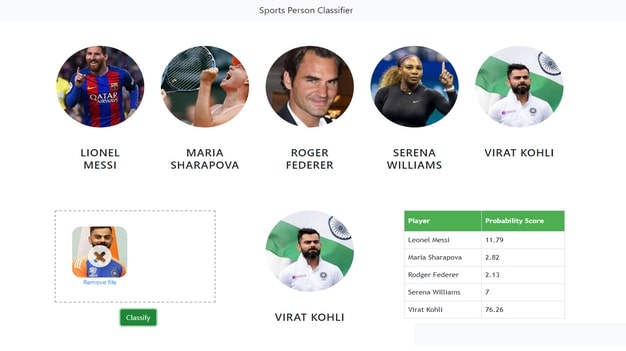 Sports Person Classifier
QATAR
AIRWAYS
LIONEL
MESSI
MARIA
SHARAPOVA
ROGER
FEDERER
SERENA
WILLIAMS
VIRAT KOHLI
Remove file
Classify
VIRAT KOHLI
Player Probability Score
Leonel Messi 11.79
Maria Sharapova 2.82
Rodger Federer 2.13
Serena Williams 7
Virat Kohli 76.26